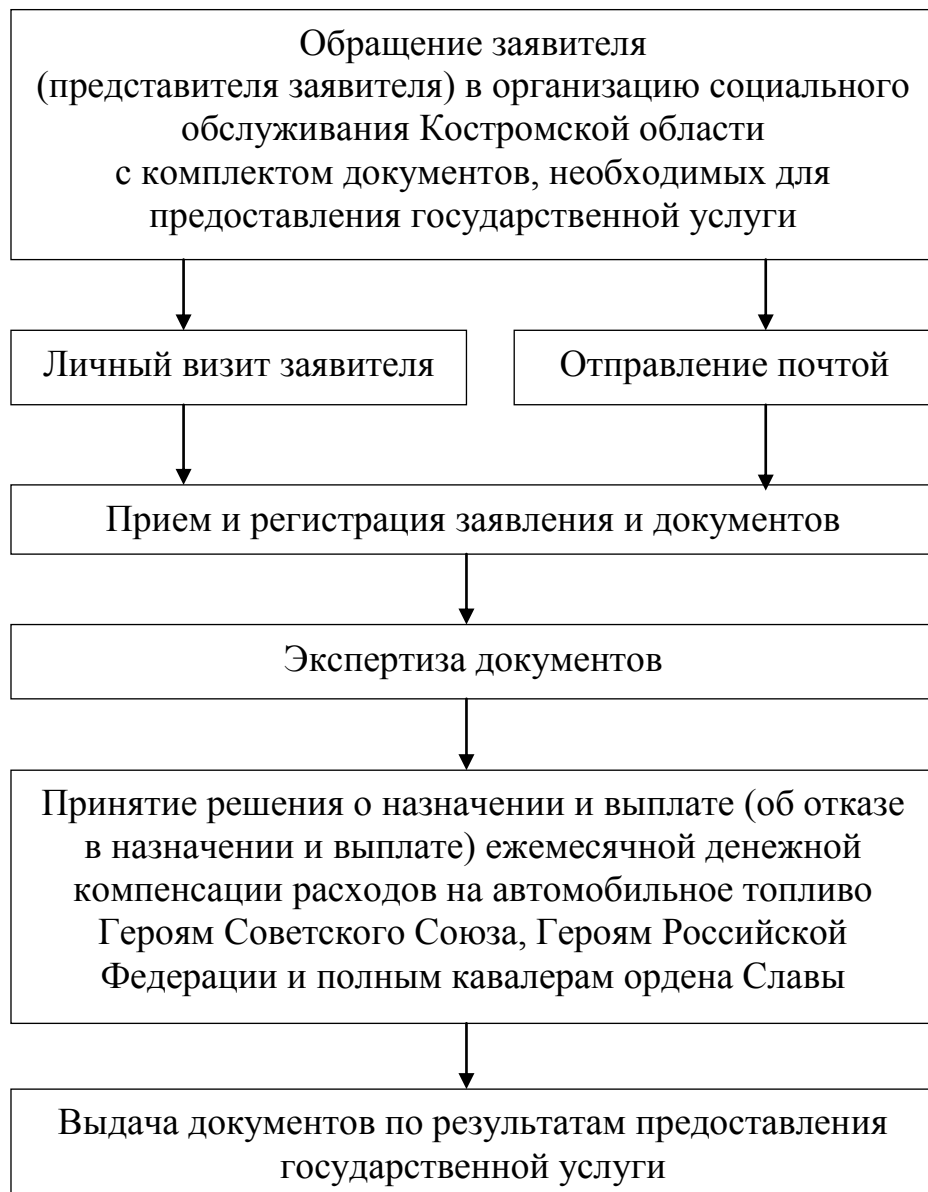 Обращение заявителя
(представителя заявителя) в организацию социального
обслуживания Костромской области
с комплектом документов, необходимых для
предоставления государственной услуги
Личный визит заявителя
Отправление почтой
Прием и регистрация заявления и документов
Экспертиза документов
Принятие решения о назначении и выплате (об отказе
в назначении и выплате) ежемесячной денежной
компенсации расходов на автомобильное топливо
Героям Советского Союза, Героям Российской
Федерации и полным кавалерам ордена Славы
Выдача документов по результатам предоставления
государственной услуги